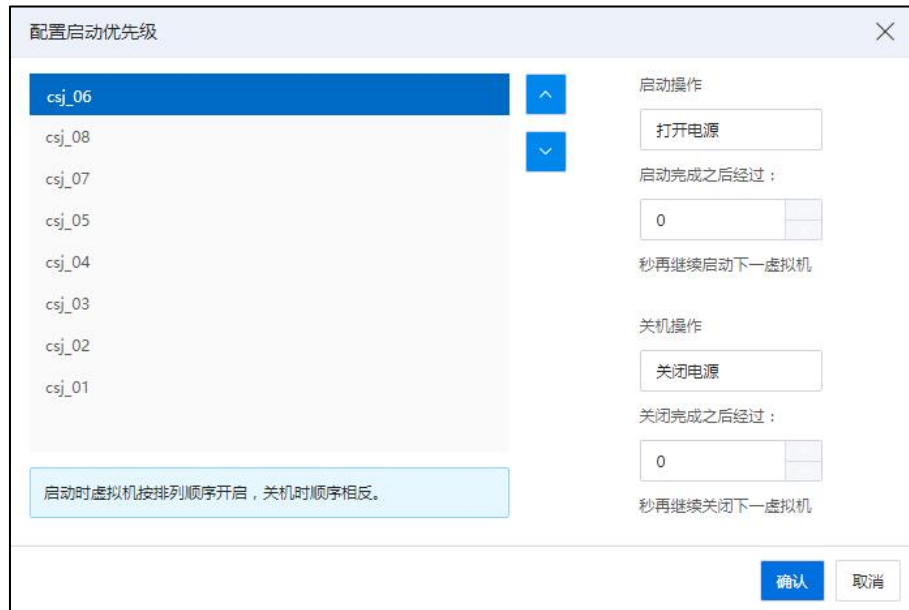 配置启动优先级
csj_06
csj_08
csj_07
csj_05
csj_04
csj_03
csj_02
csj_01
启动时虚拟机按排列顺序开启，关机时顺序相反。
启动操作
打开电源
启动完成之后经过：
0
秒再继续启动下一虚拟机
关机操作
关闭电源
关闭完成之后经过：
0
秒再继续关闭下一虚拟机
确认
取消